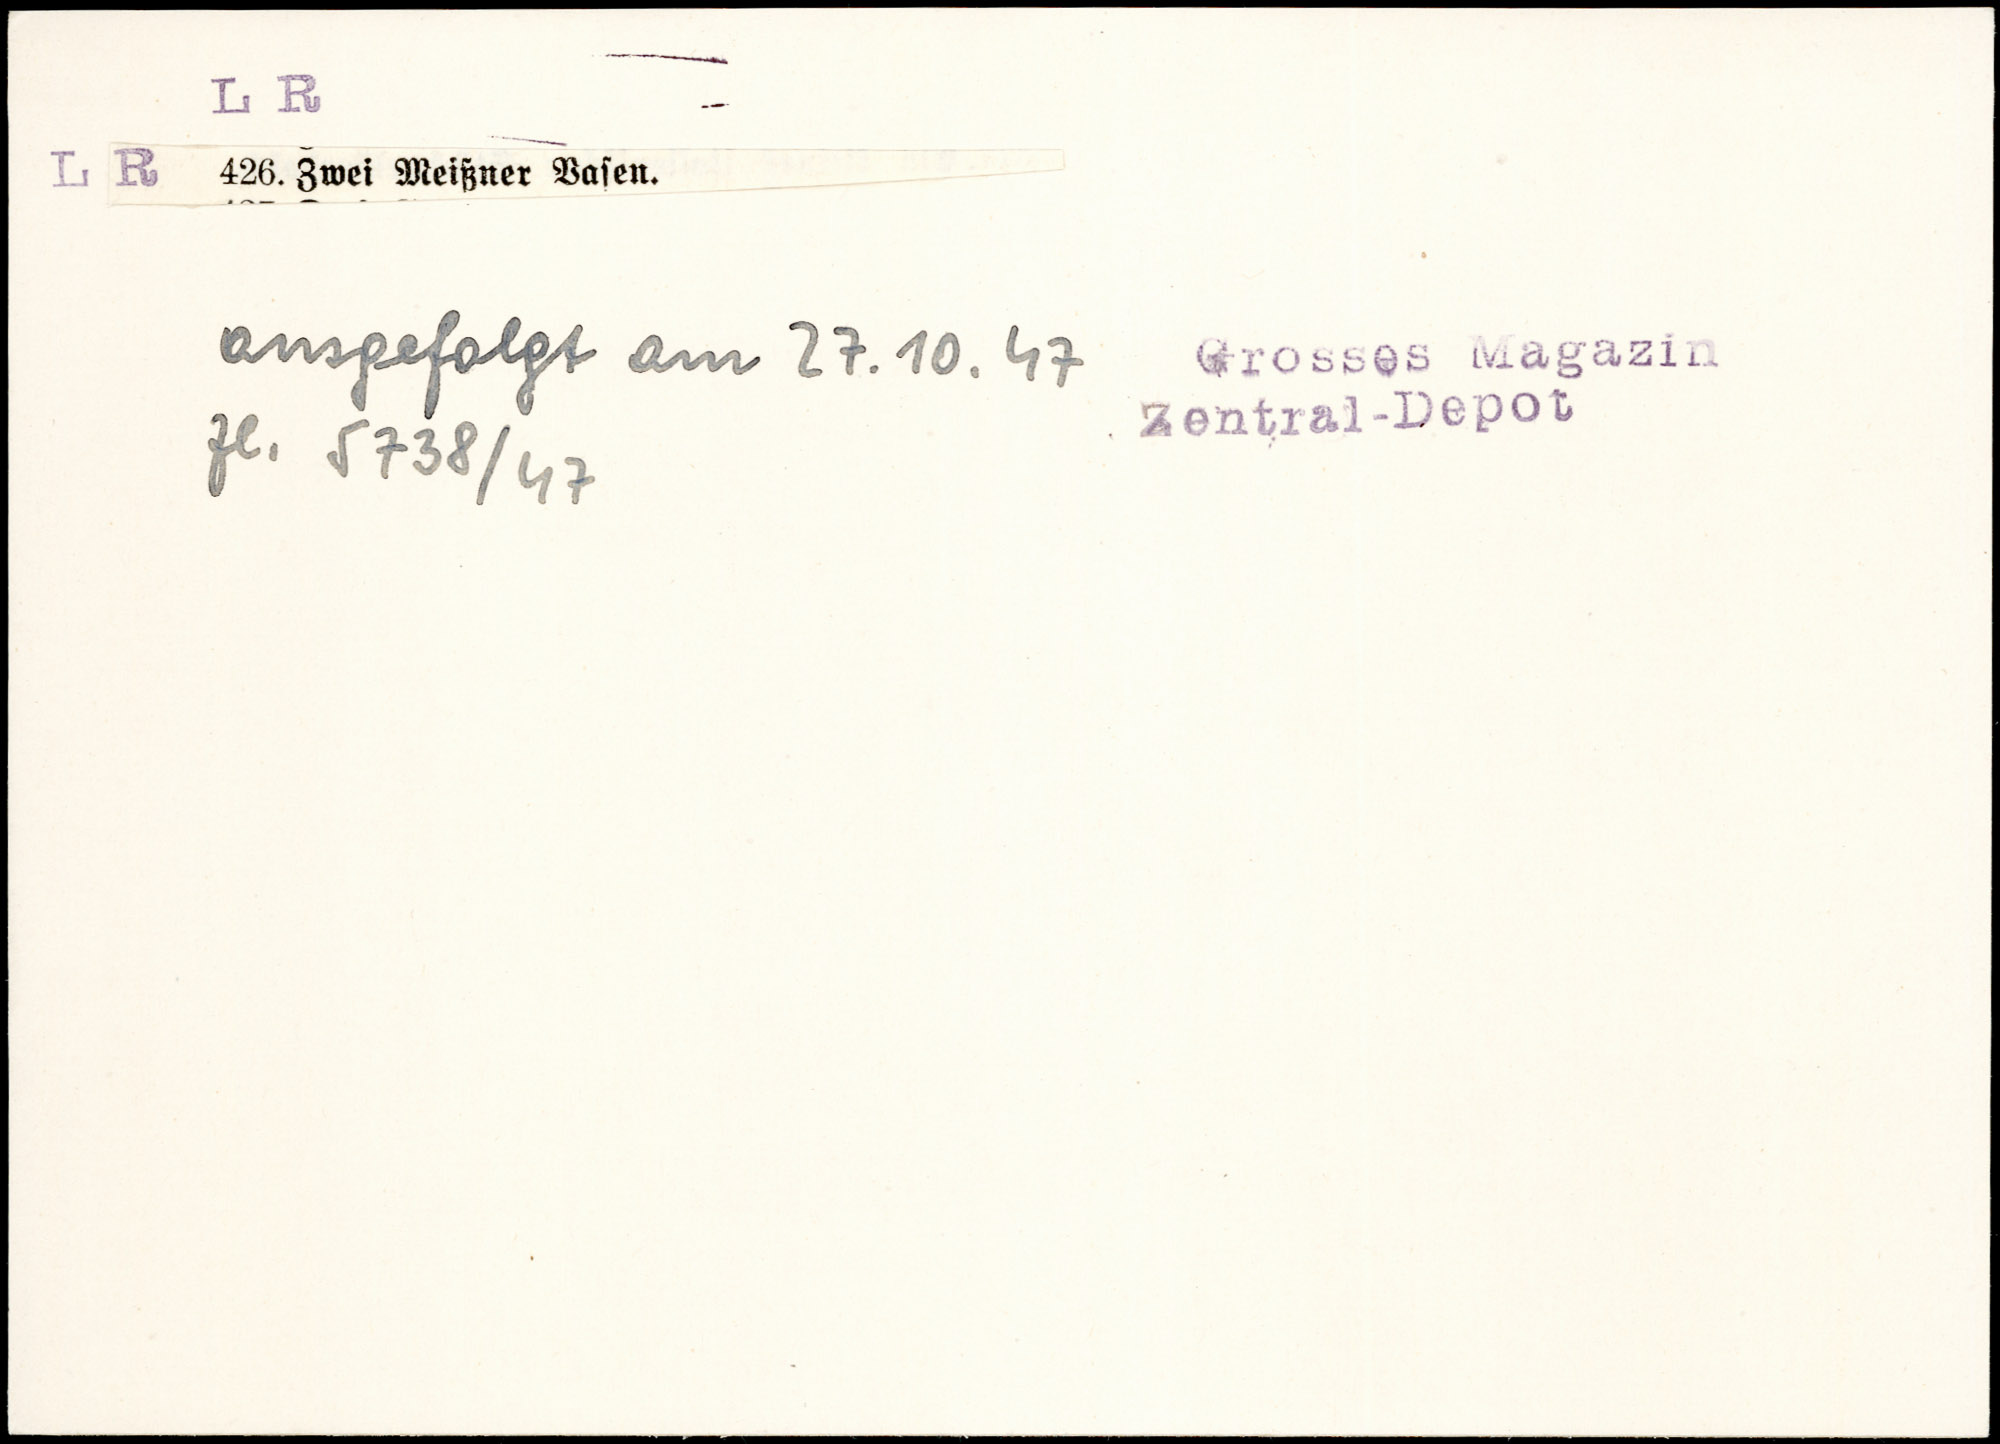 L R
L R 426. Zwei Meißner Vasen.
ausgefolgt am 27.10.47
Grosses Magazin
Zentral-Depot
Zl. 5738/47